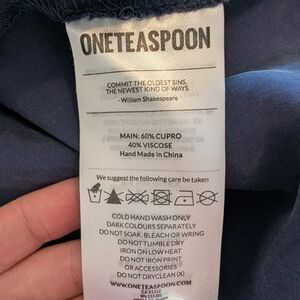 ONETEASPOON
COMMIT THE OLDEST SINS,
THE NEWEST KIND OF WAYS
-William Shakespeare
MAIN: 60% CUPRO
40% VISCOSE
Hand Made in China
We suggest the following care be taken
COLD HAND WASH ONLY
DARK COLOURS SEPARATELY
DO NOT SOAK, BLEACH OR WRING
DO NOT TUMBLE DRY
IRON ON LOW HEAT
DO NOT IRON PRINT
OR ACCESSORIES
DO NOT DRYCLEAN (X)
WWW.ONETEASPOON.COM